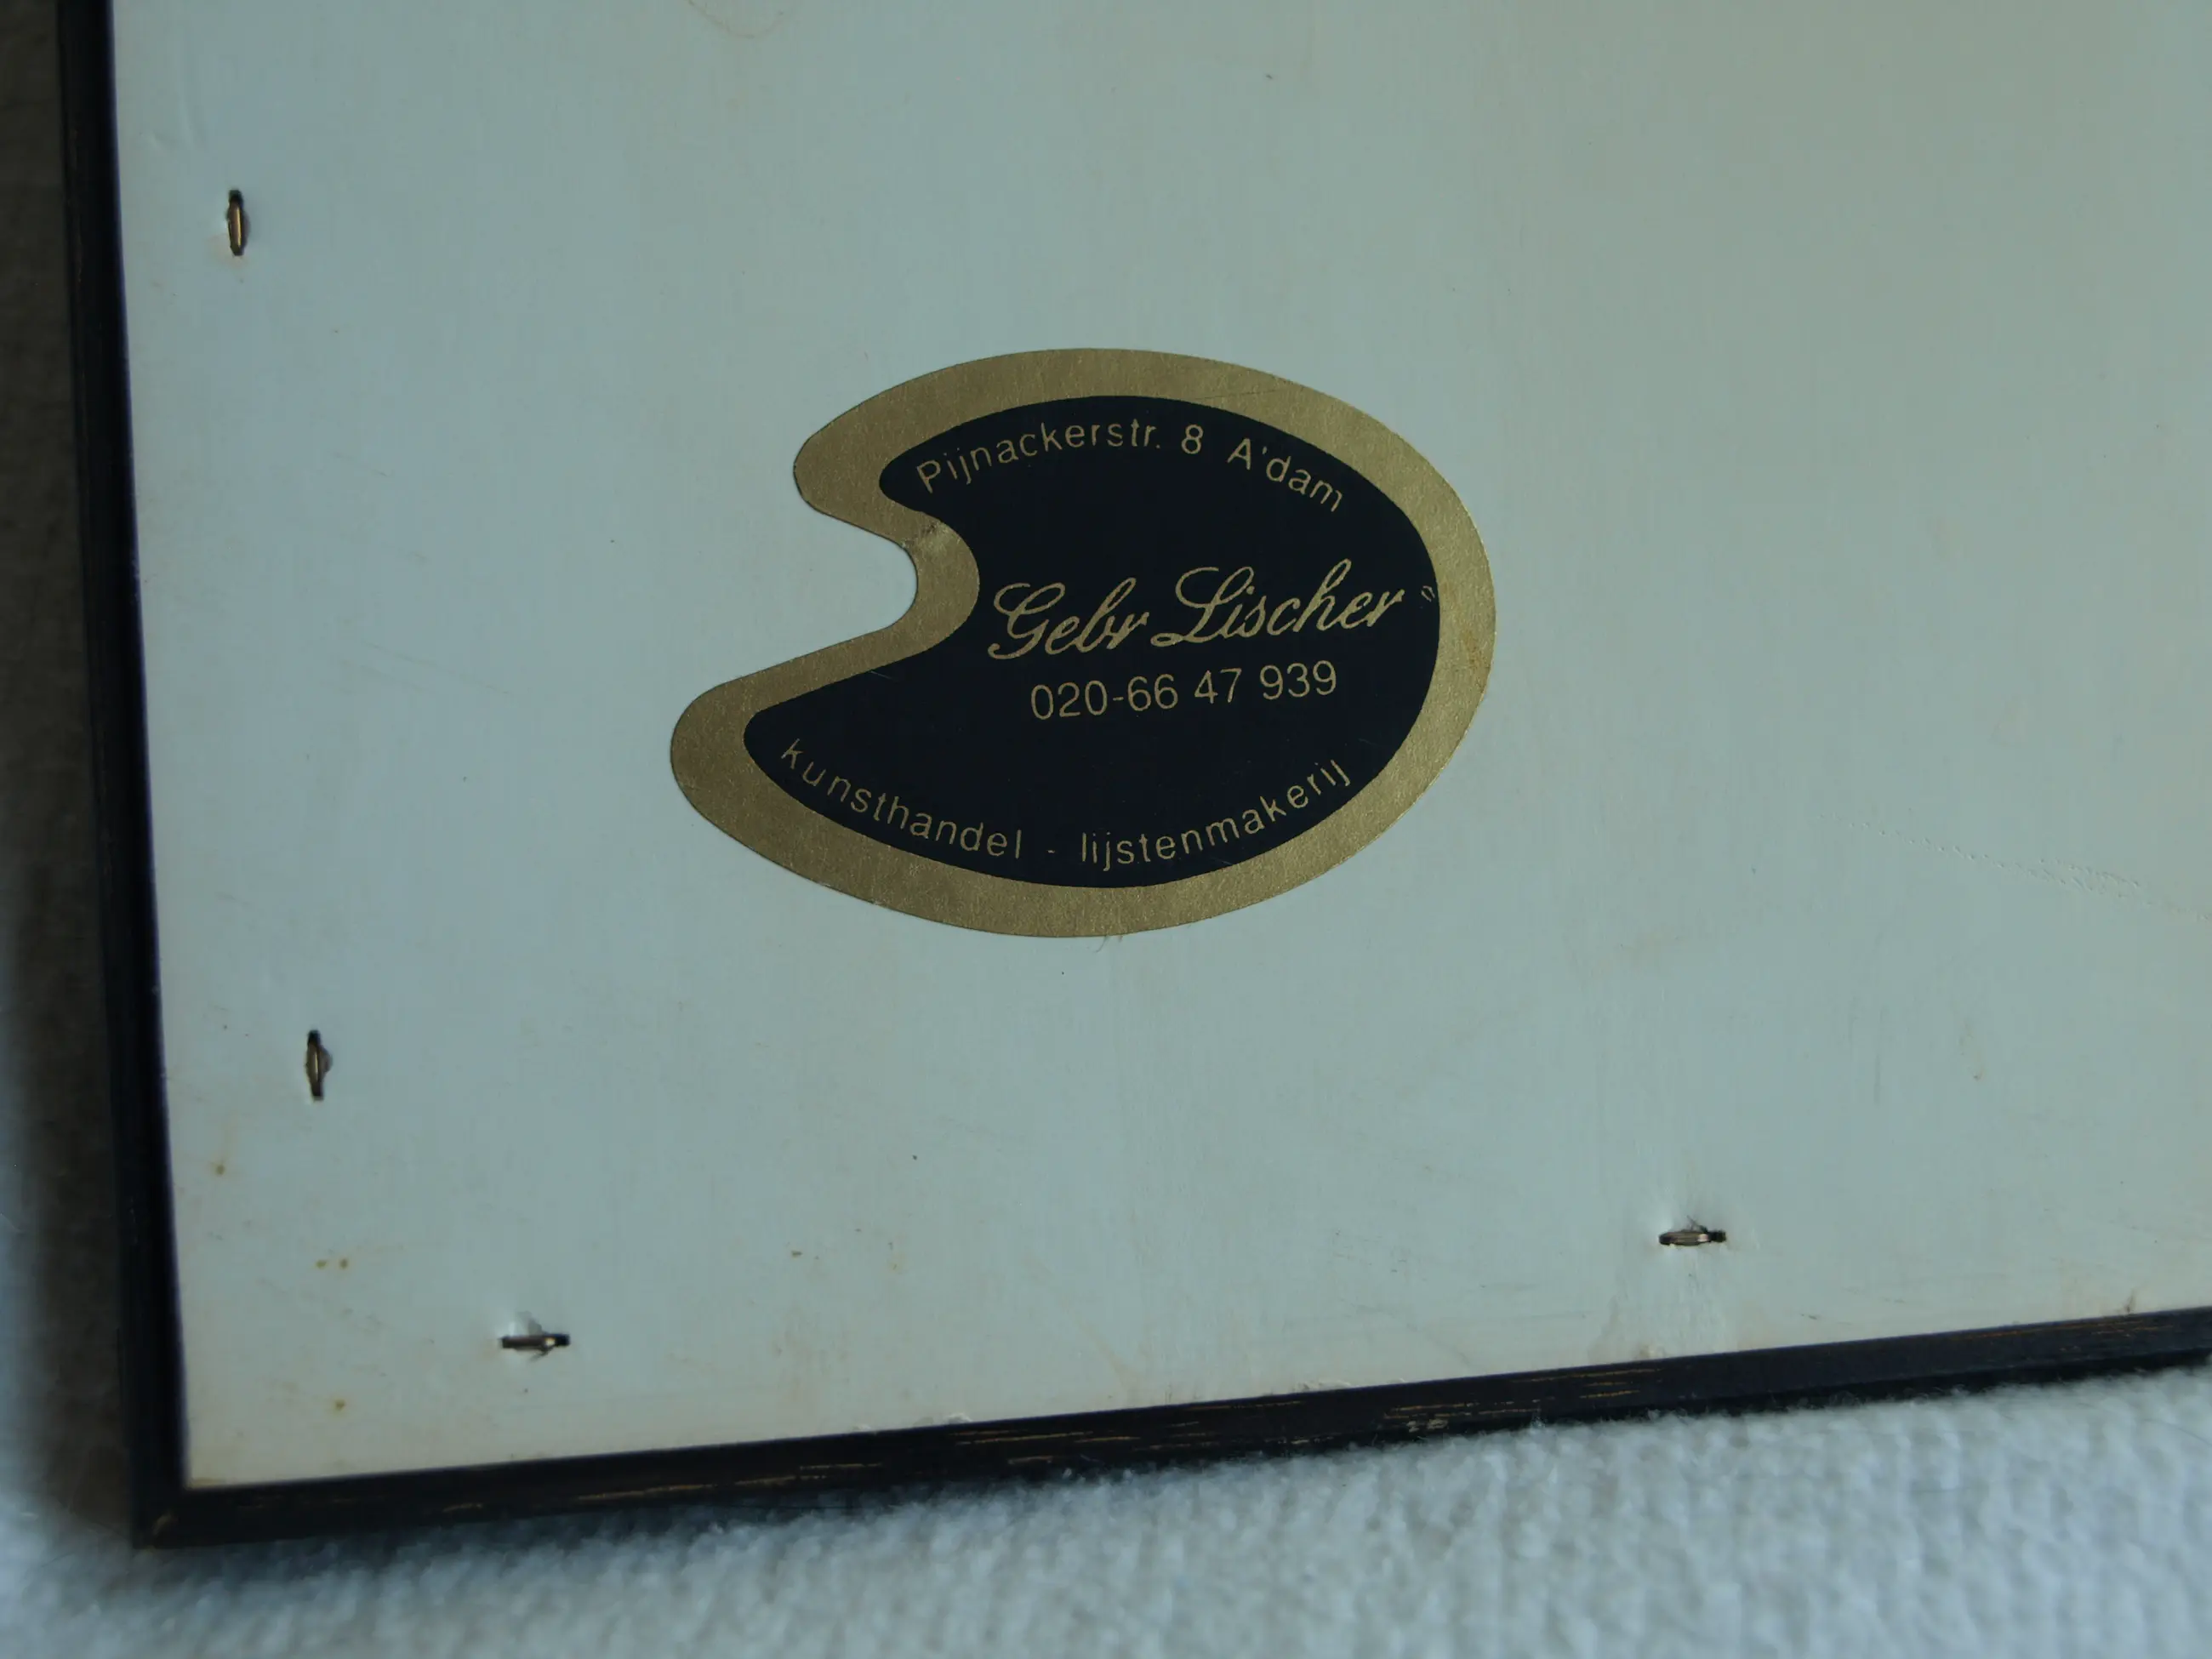 Pijnackerstr. 8 A'dam
Gebr Lischer"
020-66 47 939
kunsthandel - lijstenmakerij